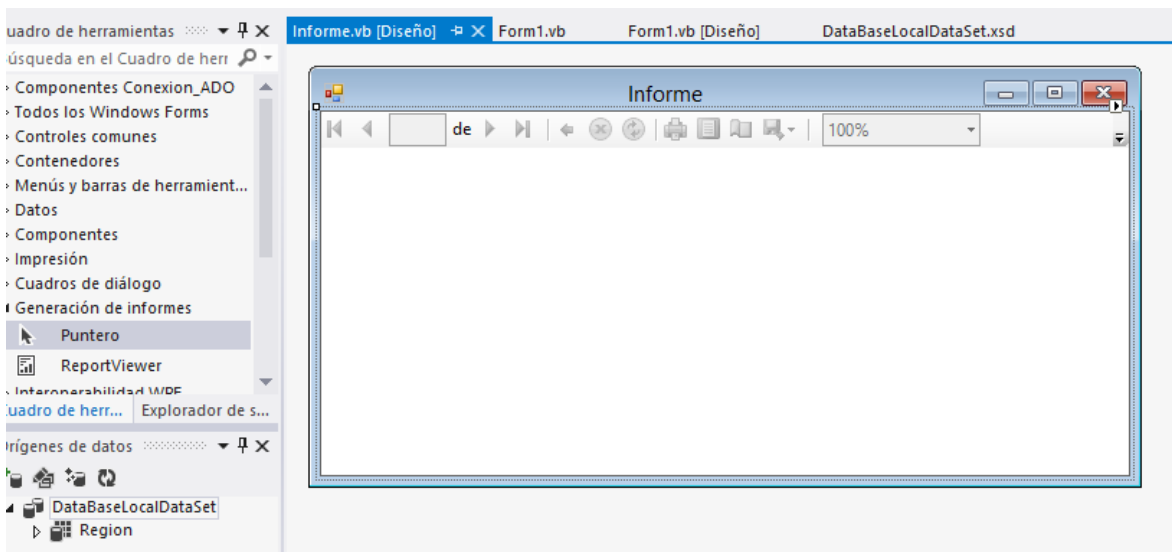 uadro de herramientas
Informe.vb [Diseño]
Form1.vb
Form1.vb [Diseño]
DataBaseLocalDataSet.xsd
úsqueda en el Cuadro de herr
Componentes Conexion_ADO
Todos los Windows Forms
Controles comunes
Contenedores
Menús y barras de herramient...
Datos
Componentes
Impresión
Cuadros de diálogo
Generación de informes
Puntero
ReportViewer
Interoperabilidad WPF
uadro de herr...
Explorador de s...
rígenes de datos
DataBaseLocalDataSet
Region
Informe
de
100%